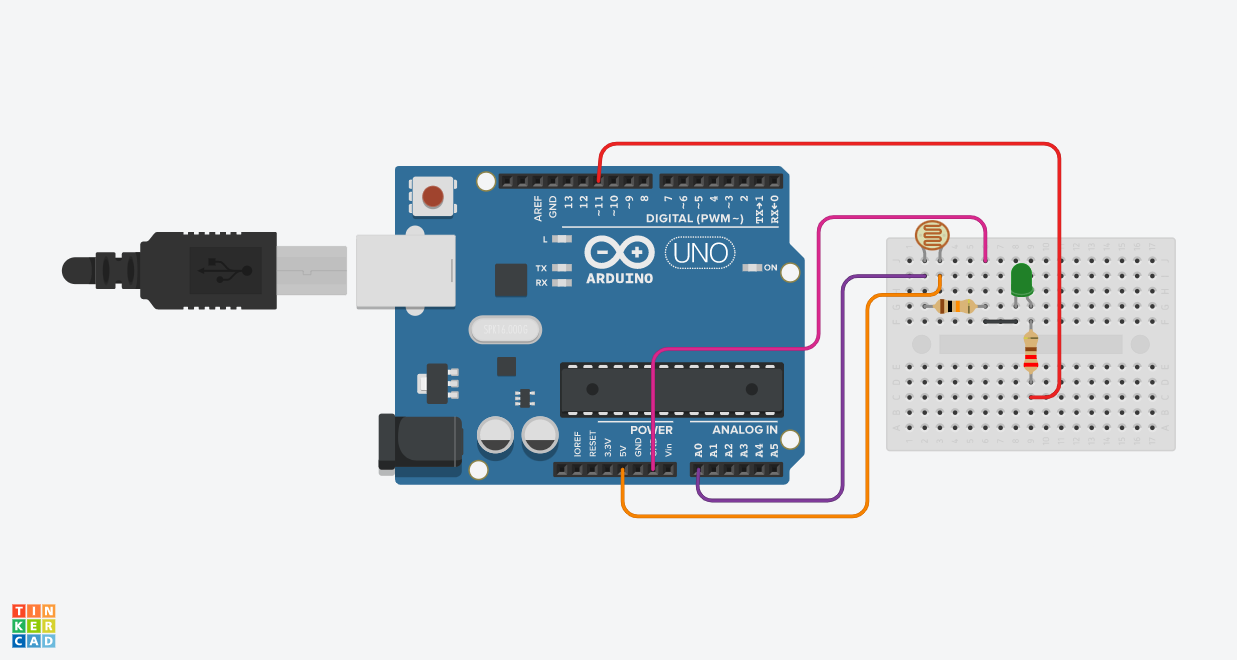 AREF
GND
13
12
~11
~10
~9
8
7
~6
~5
4
~3
2
TX→1
RX←0
DIGITAL (PWM~)
L
TX
RX
ARDUINO
UNO
ON
POWER
ANALOG IN
IOREF
RESET
3.3V
5V
GND
Vin
A0
A1
A2
A3
A4
A5
TIN
KER
CAD